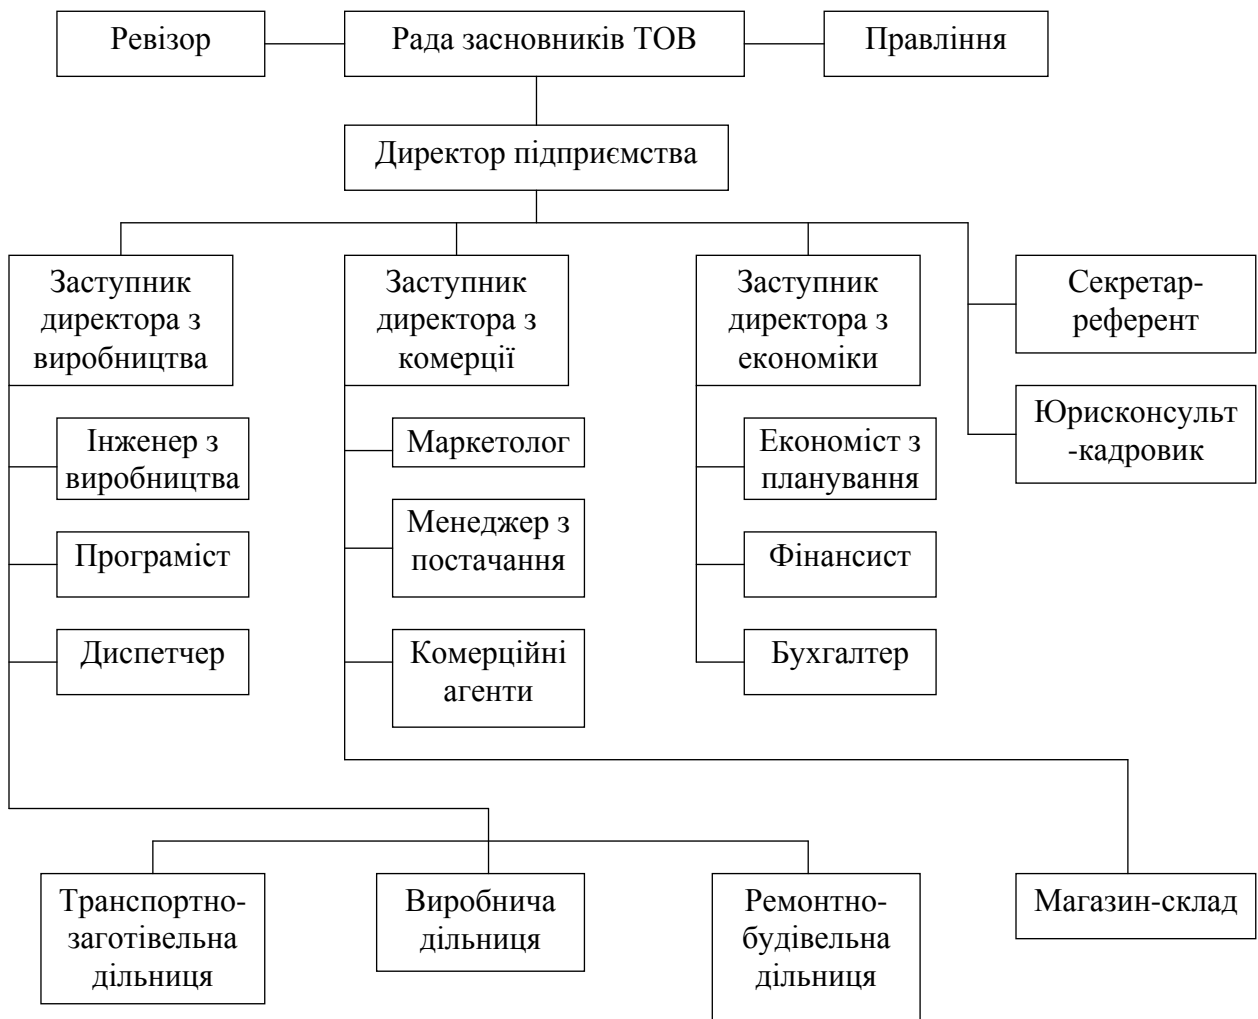 Ревізор
Рада засновників ТОВ
Правління
Директор підприємства
Заступник
директора з
виробництва
Заступник
директора з
комерції
Заступник
директора з
економіки
Секретар-
референт
Юрисконсульт
-кадровик
Інженер з
виробництва
Програміст
Диспетчер
Маркетолог
Менеджер з
постачання
Комерційні
агенти
Економіст з
планування
Фінансист
Бухгалтер
Транспортно-
заготівельна
дільниця
Виробнича
дільниця
Ремонтно-
будівельна
дільниця
Магазин-склад